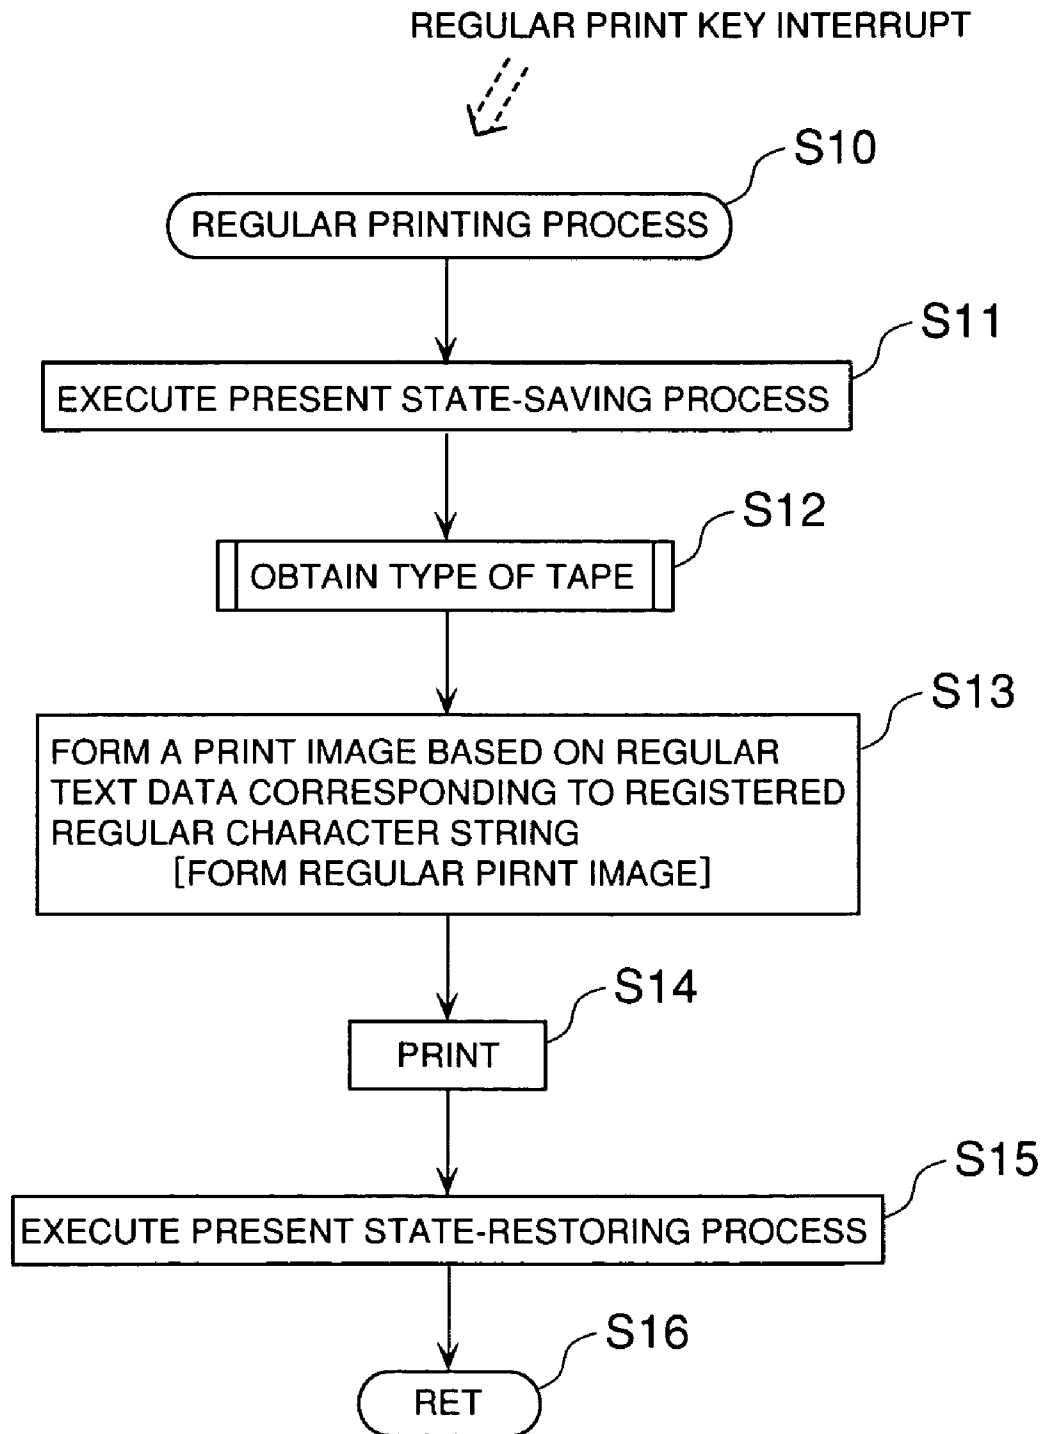 REGULAR PRINT KEY INTERRUPT
S10
REGULAR PRINTING PROCESS
S11
EXECUTE PRESENT STATE-SAVING PROCESS
S12
OBTAIN TYPE OF TAPE
S13
FORM A PRINT IMAGE BASED ON REGULAR
TEXT DATA CORRESPONDING TO REGISTERED
REGULAR CHARACTER STRING
[FORM REGULAR PIRNT IMAGE]
S14
PRINT
S15
EXECUTE PRESENT STATE-RESTORING PROCESS
S16
RET